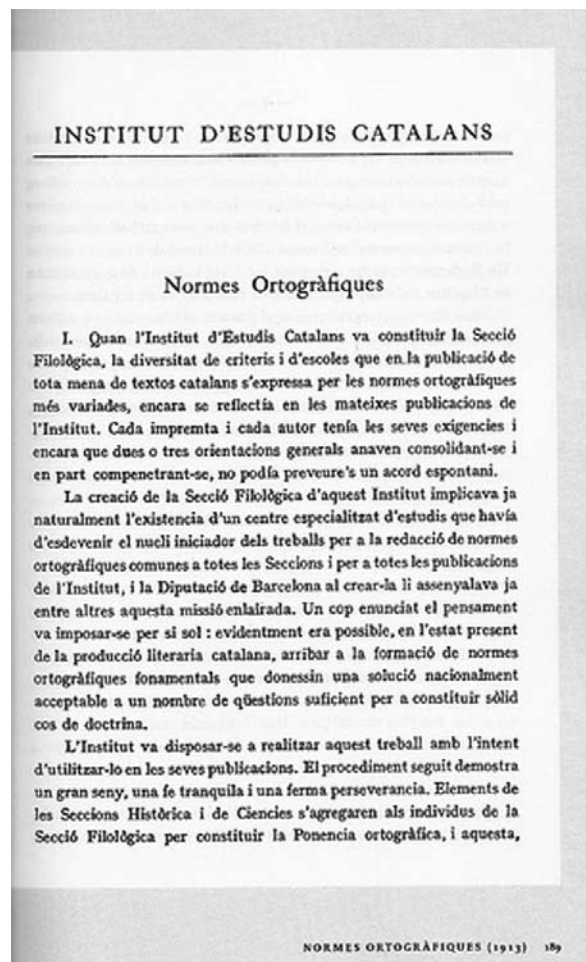 INSTITUT D'ESTUDIS CATALANS
Normes Ortogràfiques
I. Quan l'Institut d'Estudis Catalans va constituir la Secció
Filològica, la diversitat de criteris i d'escoles que en la publicació de
tota mena de textos catalans s'expressa per les normes ortogràfiques
més variades, encara se reflectía en les mateixes publicacions de
l'Institut. Cada impremta i cada autor tenía les seves exigencies i
encara que dues o tres orientacions generals anaven consolidant-se i
en part compenetrant-se, no podía preveure's un acord espontani.
La creació de la Secció Filològica d'aquest Institut implicava ja
naturalment l'existencia d'un centre especialitzat d'estudis que havía
d'esdevenir el nucli iniciador dels treballs per a la redacció de normes
ortogràfiques comunes a totes les Seccions i per a totes les publicacions
de l'Institut, i la Diputació de Barcelona al crear-la li assenyalava ja
entre altres aquesta missió enlairada. Un cop enunciat el pensament
va imposar-se per si sol : evidentment era possible, en l'estat present
de la producció literaria catalana, arribar a la formació de normes
ortogràfiques fonamentals que donessin una solució nacionalment
acceptable a un nombre de qüestions suficient per a constituir sòlid
cos de doctrina.
L'Institut va disposar-se a realitzar aquest treball amb l'intent
d'utilitzar-lo en les seves publicacions. El procediment seguit demostra
un gran seny, una fe tranquila i una ferma perseverancia. Elements de
les Seccions Històrica i de Ciencies s'agregaren als individus de la
Secció Filològica per constituir la Ponencia ortogràfica, i aquesta,
NORMES ORTOGRÀFIQUES (1913) 189